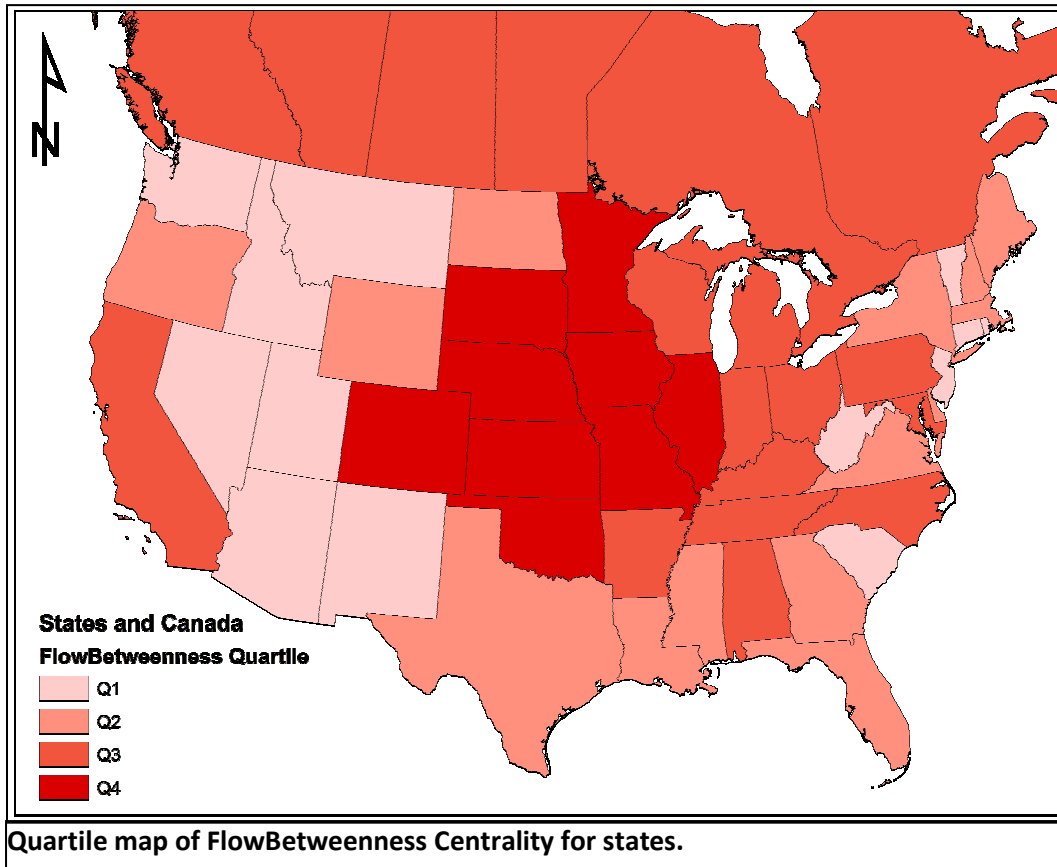 N
States and Canada
FlowBetweenness Quartile
Q1
Q2
Q3
Q4
Quartile map of FlowBetweenness Centrality for states.